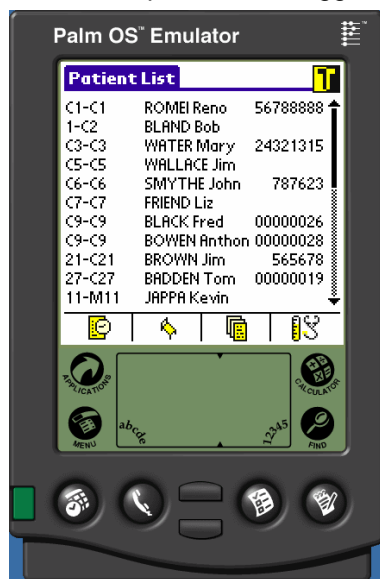 Palm OS™ Emulator
Patient List
C1-C1 ROMEI Reno 56788888
1-C2 BLAND Bob
C3-C3 WATER Mary 24321315
C5-C5 WALLACE Jim
C6-C6 SMYTHE John 787623
C7-C7 FRIEND Liz
C9-C9 BLACK Fred 00000026
C9-C9 BOWEN Anthon 00000028
21-C21 BROWN Jim 565678
27-C27 BADDEN Tom 00000019
11-M11 JAPPA Kevin
APPLICATIONS
CALCULATOR
MENU
abcde
12345
FIND